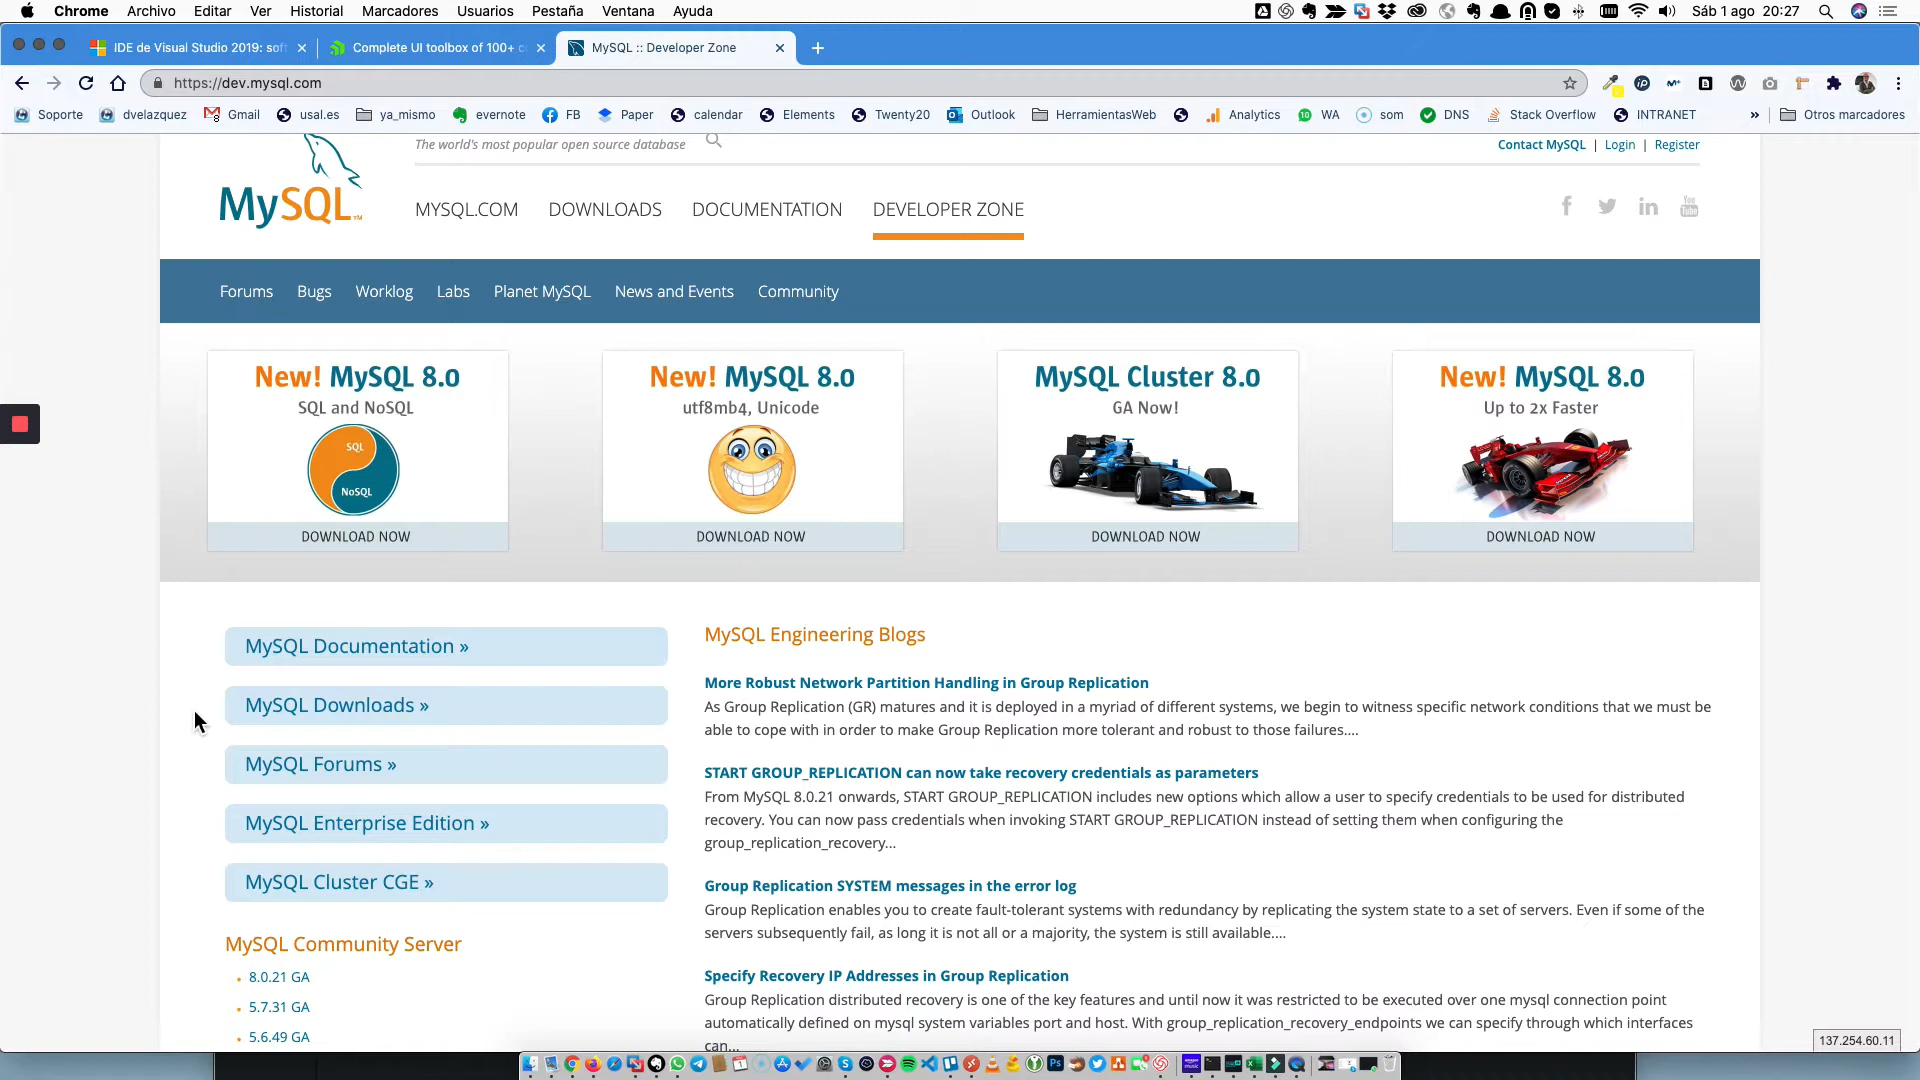 Chrome Archivo Editar Ver Historial Marcadores Usuarios Pestaña Ventana Ayuda Sáb 1 ago 20:27
IDE de Visual Studio 2019: soft
Complete UI toolbox of 100+ c
MySQL :: Developer Zone
https://dev.mysql.com
Soporte dvelazquez Gmail usal.es ya_mismo evernote FB Paper calendar Elements Twenty20 Outlook HerramientasWeb Analytics WA som DNS Stack Overflow INTRANET » Otros marcadores
The world's most popular open source database
Contact MySQL | Login | Register
MySQL™
MYSQL.COM DOWNLOADS DOCUMENTATION DEVELOPER ZONE
Forums Bugs Worklog Labs Planet MySQL News and Events Community
New! MySQL 8.0
SQL and NoSQL
SQL
NoSQL
DOWNLOAD NOW
New! MySQL 8.0
utf8mb4, Unicode
DOWNLOAD NOW
MySQL Cluster 8.0
GA Now!
DOWNLOAD NOW
New! MySQL 8.0
Up to 2x Faster
DOWNLOAD NOW
MySQL Documentation »
MySQL Downloads »
MySQL Forums »
MySQL Enterprise Edition »
MySQL Cluster CGE »
MySQL Community Server
8.0.21 GA
5.7.31 GA
5.6.49 GA
MySQL Engineering Blogs
More Robust Network Partition Handling in Group Replication
As Group Replication (GR) matures and it is deployed in a myriad of different systems, we begin to witness specific network conditions that we must be
able to cope with in order to make Group Replication more tolerant and robust to those failures....
START GROUP_REPLICATION can now take recovery credentials as parameters
From MySQL 8.0.21 onwards, START GROUP_REPLICATION includes new options which allow a user to specify credentials to be used for distributed
recovery. You can now pass credentials when invoking START GROUP_REPLICATION instead of setting them when configuring the
group_replication_recovery...
Group Replication SYSTEM messages in the error log
Group Replication enables you to create fault-tolerant systems with redundancy by replicating the system state to a set of servers. Even if some of the
servers subsequently fail, as long it is not all or a majority, the system is still available....
Specify Recovery IP Addresses in Group Replication
Group Replication distributed recovery is one of the key features and until now it was restricted to be executed over one mysql connection point
automatically defined on mysql system variables port and host. With group_replication_recovery_endpoints we can specify through which interfaces
can...
137.254.60.11